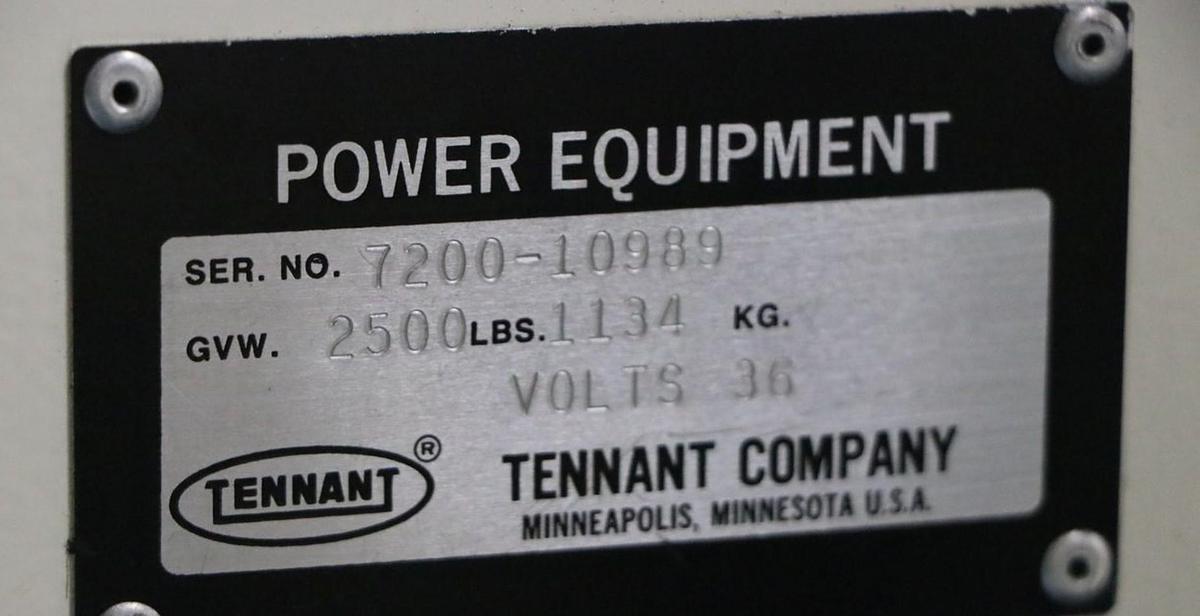 POWER EQUIPMENT
SER. NO. 7200-10989
GVW. 2500 LBS. 1134 KG.
VOLTS 36
TENNANT ®
TENNANT COMPANY
MINNEAPOLIS, MINNESOTA U.S.A.